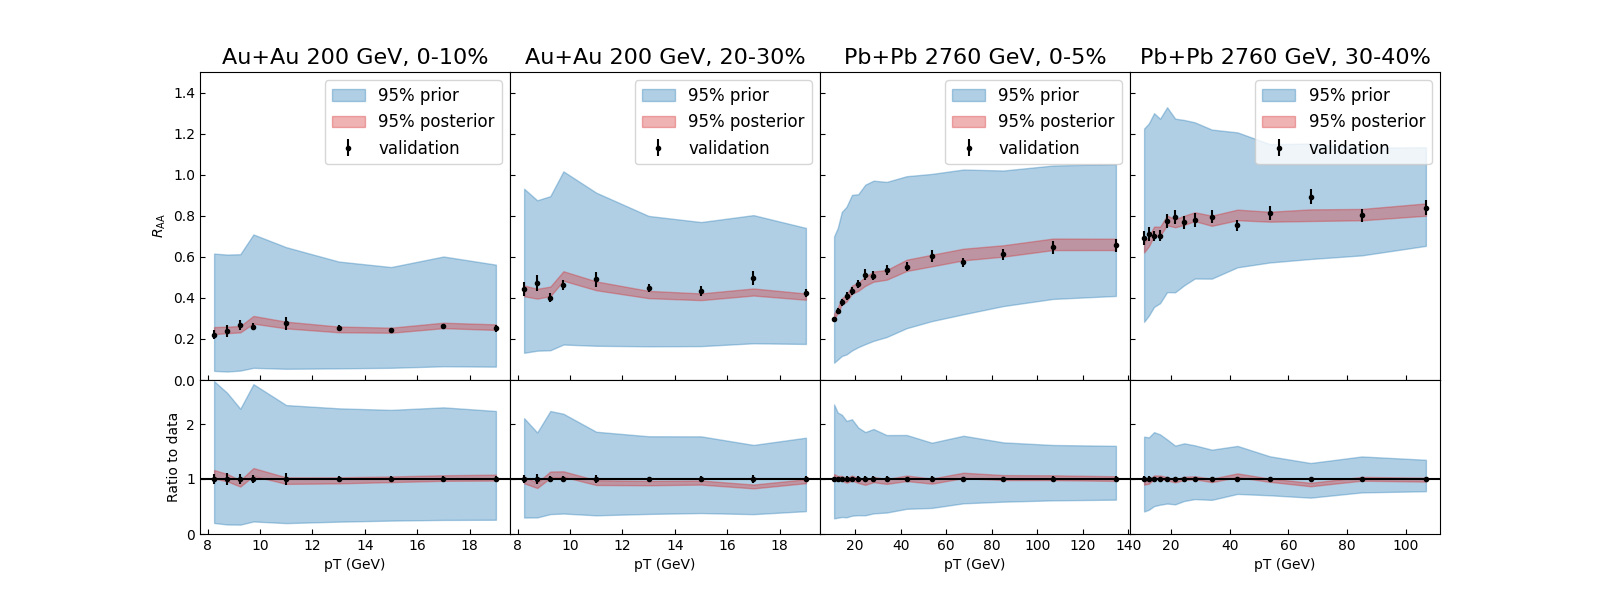 Au+Au 200 GeV, 0-10%
Au+Au 200 GeV, 20-30%
Pb+Pb 2760 GeV, 0-5%
Pb+Pb 2760 GeV, 30-40%
95% prior
95% posterior
validation
95% prior
95% posterior
validation
95% prior
95% posterior
validation
95% prior
95% posterior
validation
1.4
1.2
1.0
0.8
0.6
0.4
0.2
0.0
RAA
2
1
0
Ratio to data
8 10 12 14 16 18
8 10 12 14 16 18
20 40 60 80 100 120 140
20 40 60 80 100
pT (GeV)
pT (GeV)
pT (GeV)
pT (GeV)